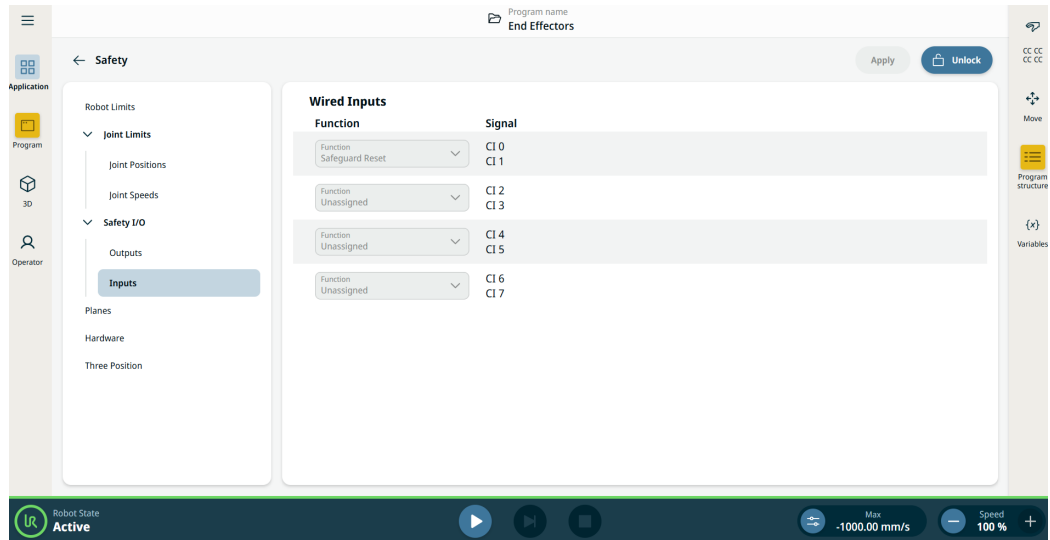 Program name
End Effectors
Safety
Apply
Unlock
Application
Program
3D
Operator
Robot Limits
Joint Limits
Joint Positions
Joint Speeds
Safety I/O
Outputs
Inputs
Planes
Hardware
Three Position
Wired Inputs
Function Signal
Function
Safeguard Reset
CI 0
CI 1
Function
Unassigned
CI 2
CI 3
Function
Unassigned
CI 4
CI 5
Function
Unassigned
CI 6
CI 7
CC CC
CC CC
Move
Program
structure
{x}
Variables
UR
Robot State
Active
Max
-1000.00 mm/s
Speed
100 %